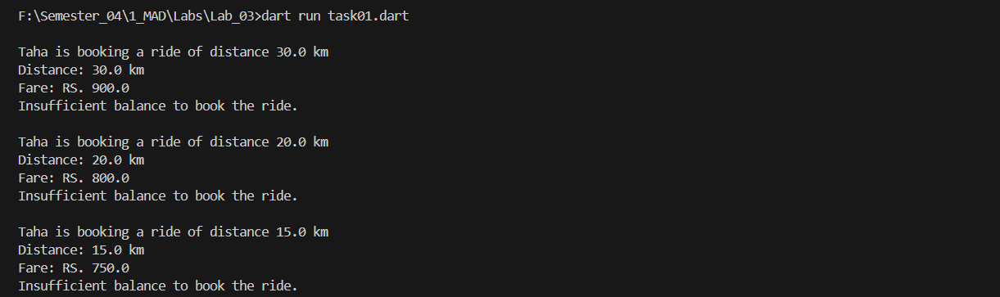 F:\Semester_04\1_MAD\Labs\Lab_03>dart run task01.dart
Taha is booking a ride of distance 30.0 km
Distance: 30.0 km
Fare: RS. 900.0
Insufficient balance to book the ride.
Taha is booking a ride of distance 20.0 km
Distance: 20.0 km
Fare: RS. 800.0
Insufficient balance to book the ride.
Taha is booking a ride of distance 15.0 km
Distance: 15.0 km
Fare: RS. 750.0
Insufficient balance to book the ride.